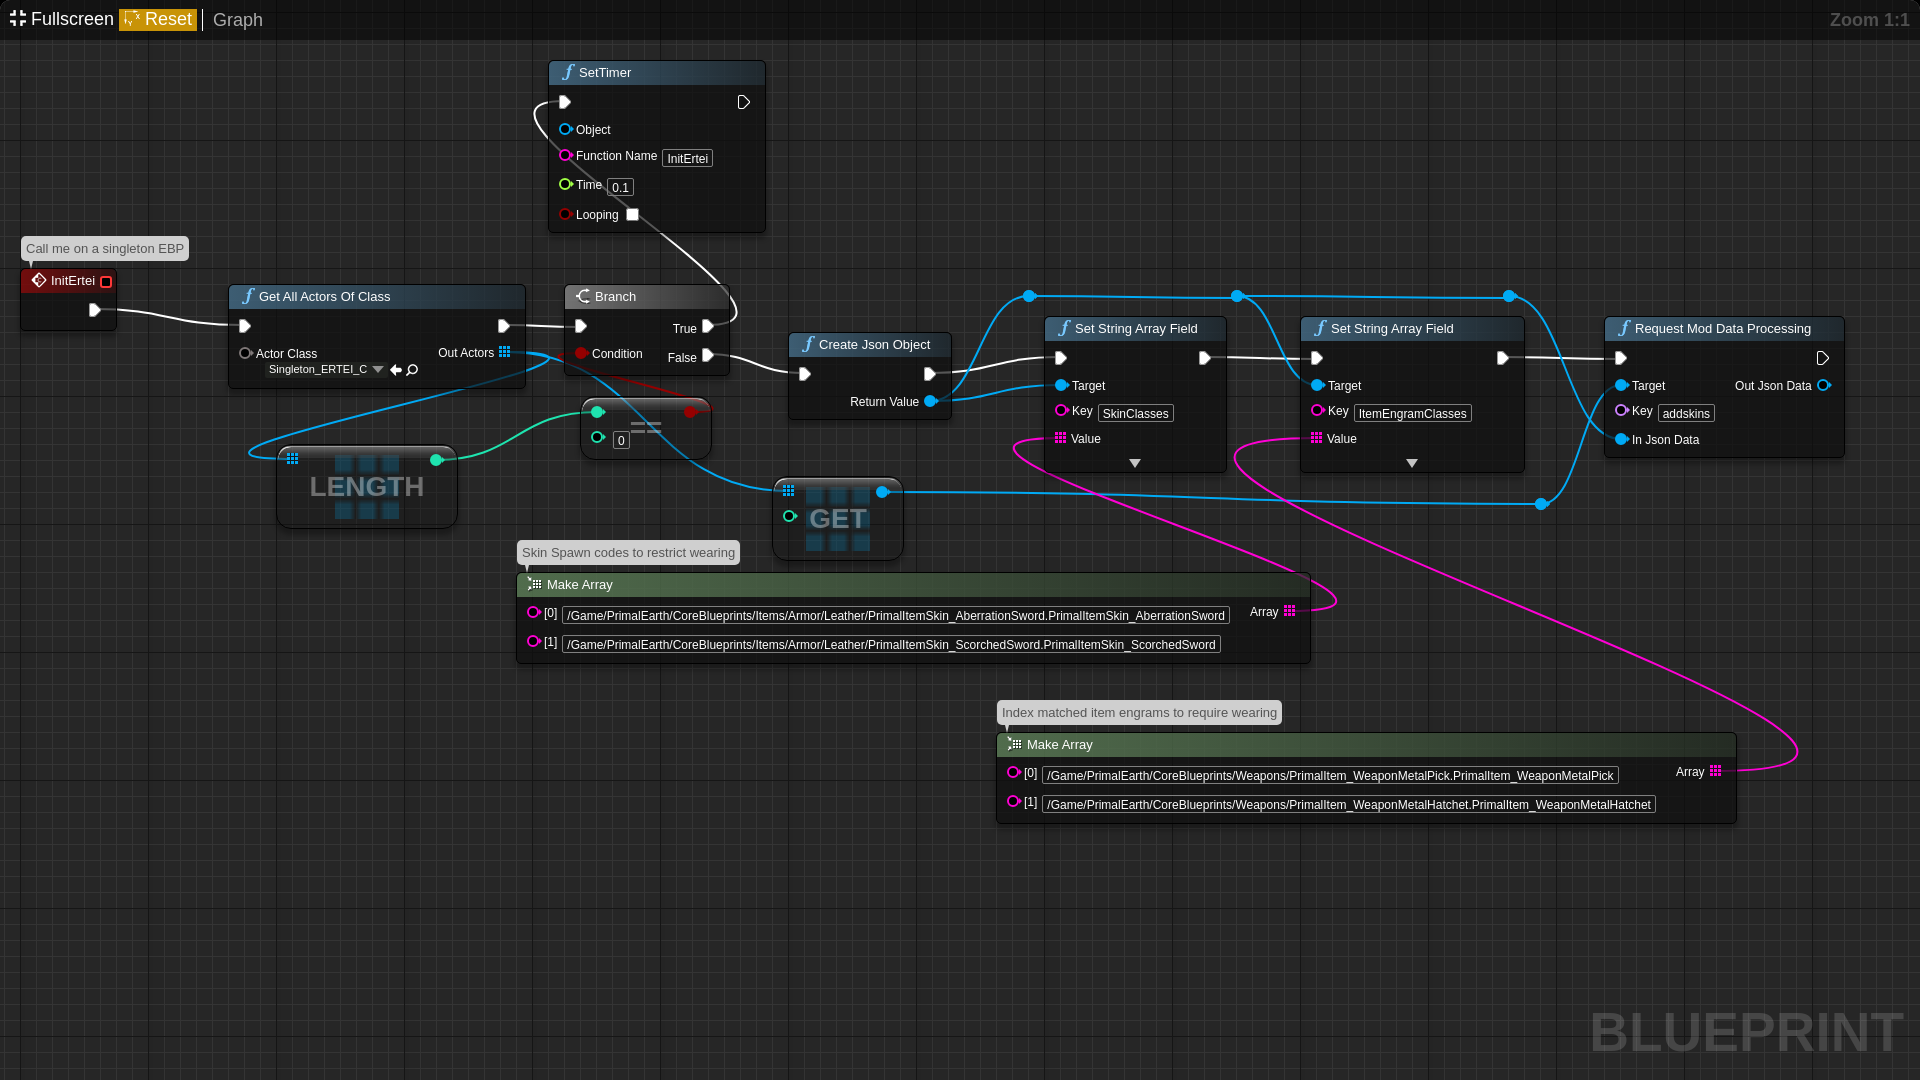 Fullscreen Reset Graph
Zoom 1:1
SetTimer
Object
Function Name InitErtei
Time 0.1
Looping
Call me on a singleton EBP
InitErtei
Get All Actors Of Class
Actor Class
Singleton_ERTEI_C
Out Actors
Branch
True
Condition
False
Create Json Object
Return Value
Set String Array Field
Target
Key SkinClasses
Value
Set String Array Field
Target
Key ItemEngramClasses
Value
Request Mod Data Processing
Target
Out Json Data
Key addskins
In Json Data
0
==
LENGTH
GET
Skin Spawn codes to restrict wearing
Make Array
[0] /Game/PrimalEarth/CoreBlueprints/Items/Armor/Leather/PrimalItemSkin_AberrationSword.PrimalItemSkin_AberrationSword
Array
[1] /Game/PrimalEarth/CoreBlueprints/Items/Armor/Leather/PrimalItemSkin_ScorchedSword.PrimalItemSkin_ScorchedSword
Index matched item engrams to require wearing
Make Array
[0] /Game/PrimalEarth/CoreBlueprints/Weapons/PrimalItem_WeaponMetalPick.PrimalItem_WeaponMetalPick
Array
[1] /Game/PrimalEarth/CoreBlueprints/Weapons/PrimalItem_WeaponMetalHatchet.PrimalItem_WeaponMetalHatchet
BLUEPRINT